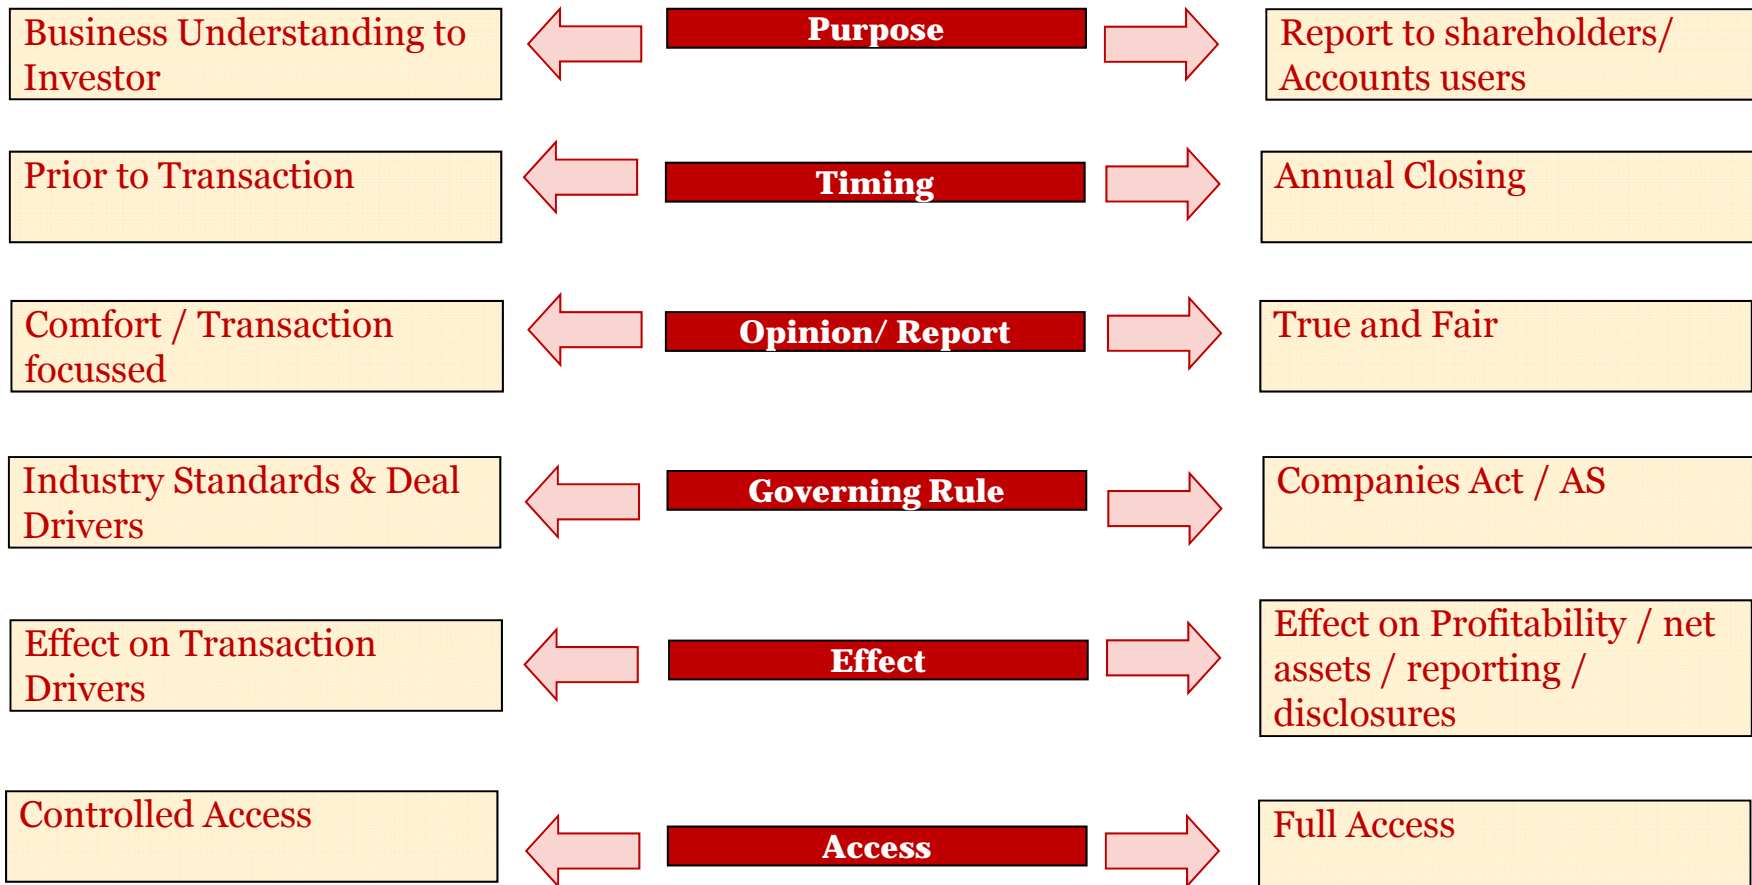 Business Understanding to
Investor
Purpose
Report to shareholders/
Accounts users
Prior to Transaction
Timing
Annual Closing
Comfort / Transaction
focussed
Opinion/ Report
True and Fair
Industry Standards & Deal
Drivers
Governing Rule
Companies Act / AS
Effect on Transaction
Drivers
Effect
Effect on Profitability / net
assets / reporting /
disclosures
Controlled Access
Access
Full Access